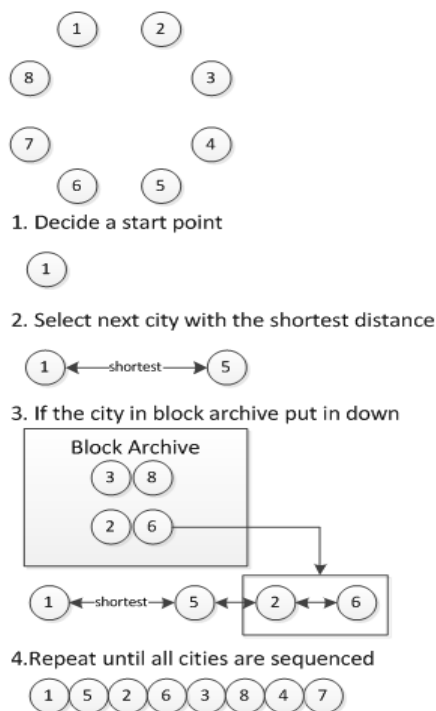 1 2
8 3
7 4
6 5
1. Decide a start point
1
2. Select next city with the shortest distance
1 shortest 5
3. If the city in block archive put in down
Block Archive
3 8
2 6
1 shortest 5 2 6
4.Repeat until all cities are sequenced
1 5 2 6 3 8 4 7